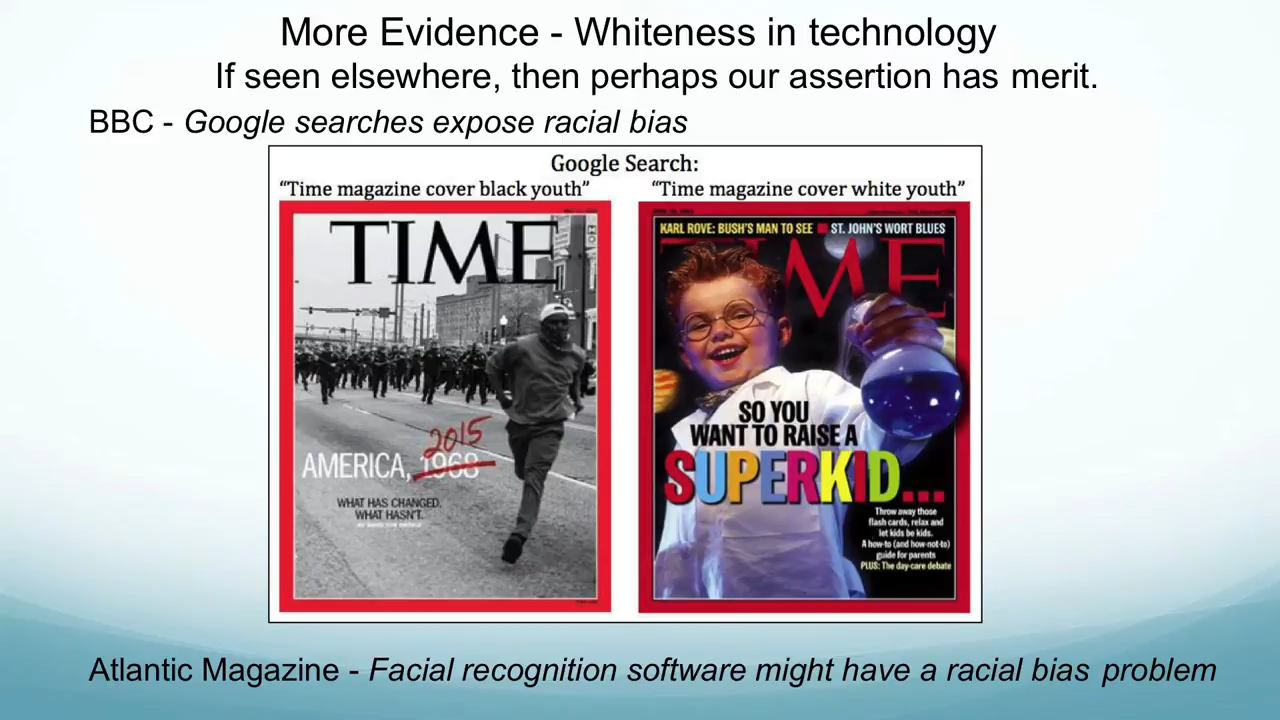 More Evidence - Whiteness in technology
If seen elsewhere, then perhaps our assertion has merit.
BBC - Google searches expose racial bias
Google Search:
“Time magazine cover black youth”
“Time magazine cover white youth”
TIME
AMERICA, 1968
2015
WHAT HAS CHANGED.
WHAT HASN'T.
KARL ROVE: BUSH'S MAN TO SEE ST. JOHN'S WORT BLUES
TIME
SO YOU
WANT TO RAISE A
SUPERKID...
Throw away those
flash cards, relax and
let kids be kids.
A how-to (and how-not-to)
guide for parents
PLUS: The day-care debate
Atlantic Magazine - Facial recognition software might have a racial bias problem